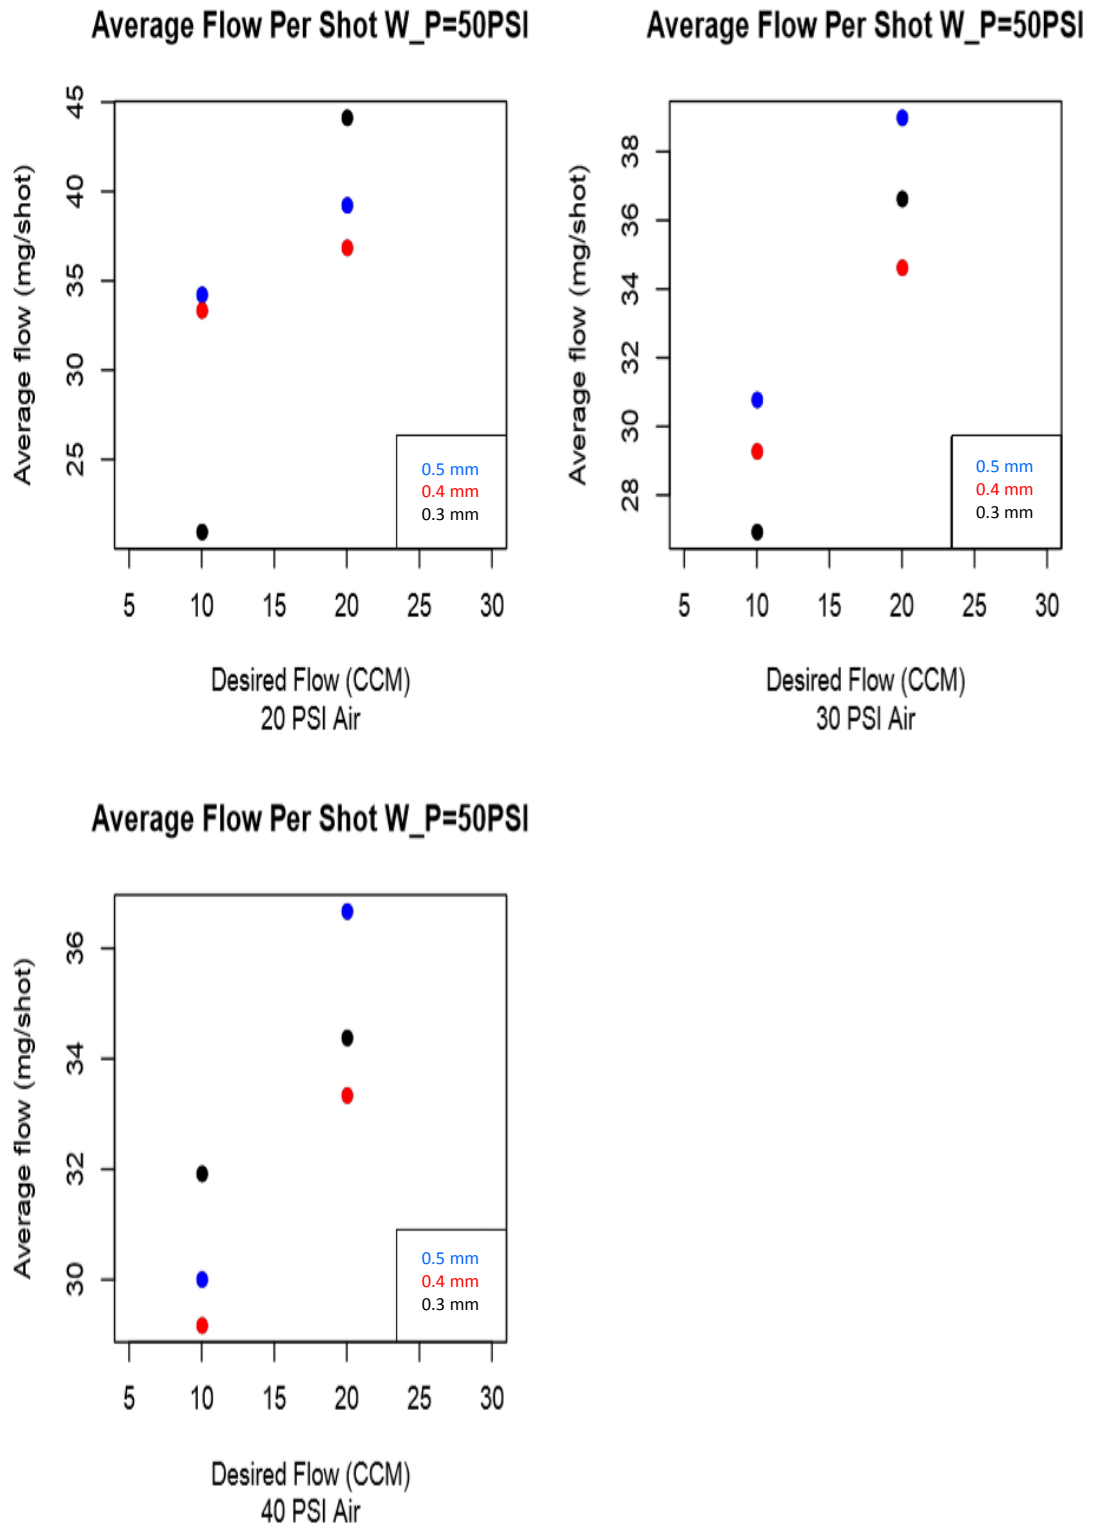 Average Flow Per Shot W_P=50PSI
Average flow (mg/shot)
45
40
35
30
25
0.5 mm
0.4 mm
0.3 mm
5 10 15 20 25 30
Desired Flow (CCM)
20 PSI Air
Average Flow Per Shot W_P=50PSI
Average flow (mg/shot)
38
36
34
32
30
28
0.5 mm
0.4 mm
0.3 mm
5 10 15 20 25 30
Desired Flow (CCM)
30 PSI Air
Average Flow Per Shot W_P=50PSI
Average flow (mg/shot)
36
34
32
30
0.5 mm
0.4 mm
0.3 mm
5 10 15 20 25 30
Desired Flow (CCM)
40 PSI Air